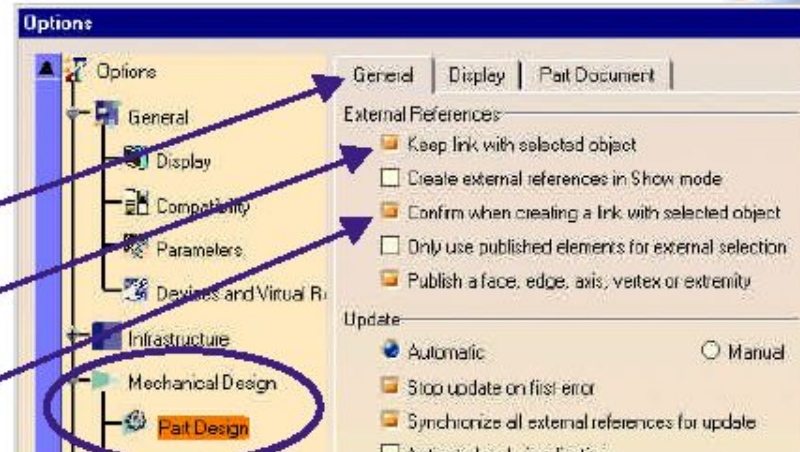 Options
Options
General
Display
Compatibility
Parameters
Devices and Virtual R
Infrastructure
Mechanical Design
Part Design
General Display Part Document
External References
Keep link with selected object
Create external references in Show mode
Confirm when creating a link with selected object
Only use published elements for external selection
Publish a face, edge, axis, vertex or extremity
Update
Automatic Manual
Stop update on first error
Synchronize all external references for update